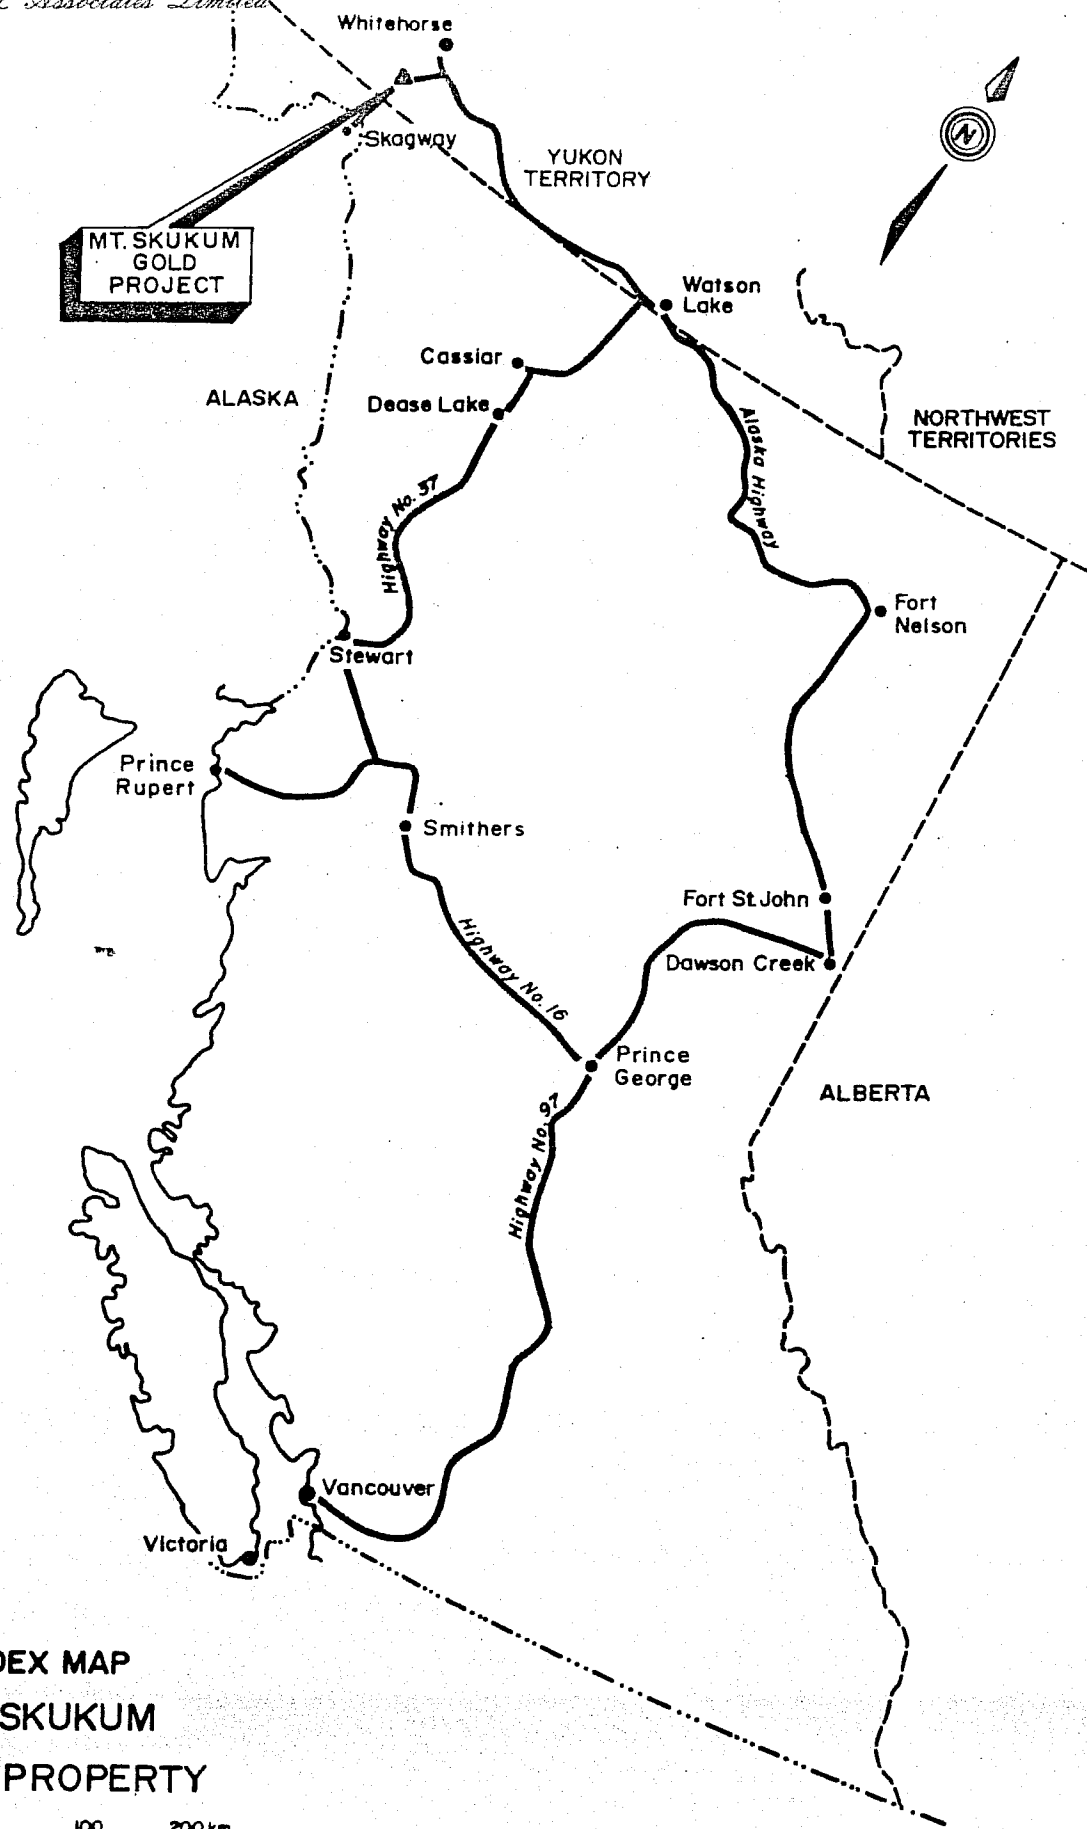 Associates Limited
Whitehorse
Skagway
YUKON
TERRITORY
N
MT. SKUKUM
GOLD
PROJECT
Watson
Lake
Cassiar
ALASKA
Dease Lake
NORTHWEST
TERRITORIES
Alaska Highway
Highway No. 37
Fort
Nelson
Stewart
Prince
Rupert
Smithers
Fort St. John
Highway No. 16
Dawson Creek
Prince
George
ALBERTA
Highway No. 97
Vancouver
Victoria
DEX MAP
SKUKUM
PROPERTY
100 200 km